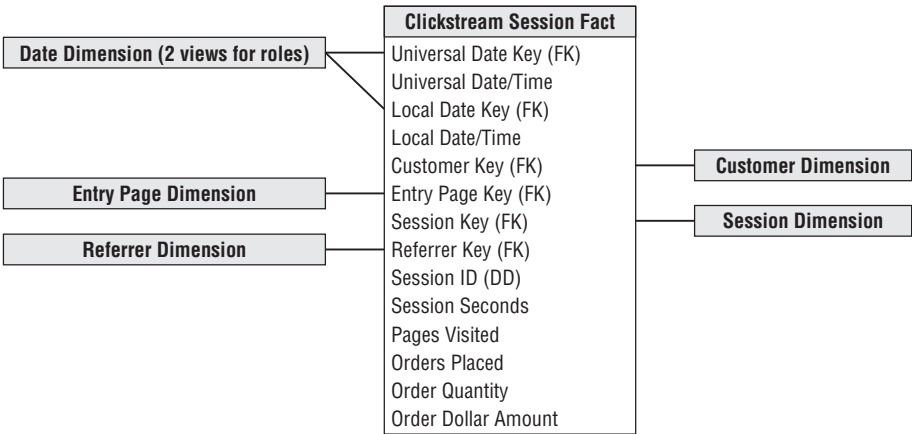 Clickstream Session Fact
Date Dimension (2 views for roles)
Universal Date Key (FK)
Universal Date/Time
Local Date Key (FK)
Local Date/Time
Customer Key (FK)
Customer Dimension
Entry Page Dimension
Entry Page Key (FK)
Session Key (FK)
Session Dimension
Referrer Dimension
Referrer Key (FK)
Session ID (DD)
Session Seconds
Pages Visited
Orders Placed
Order Quantity
Order Dollar Amount